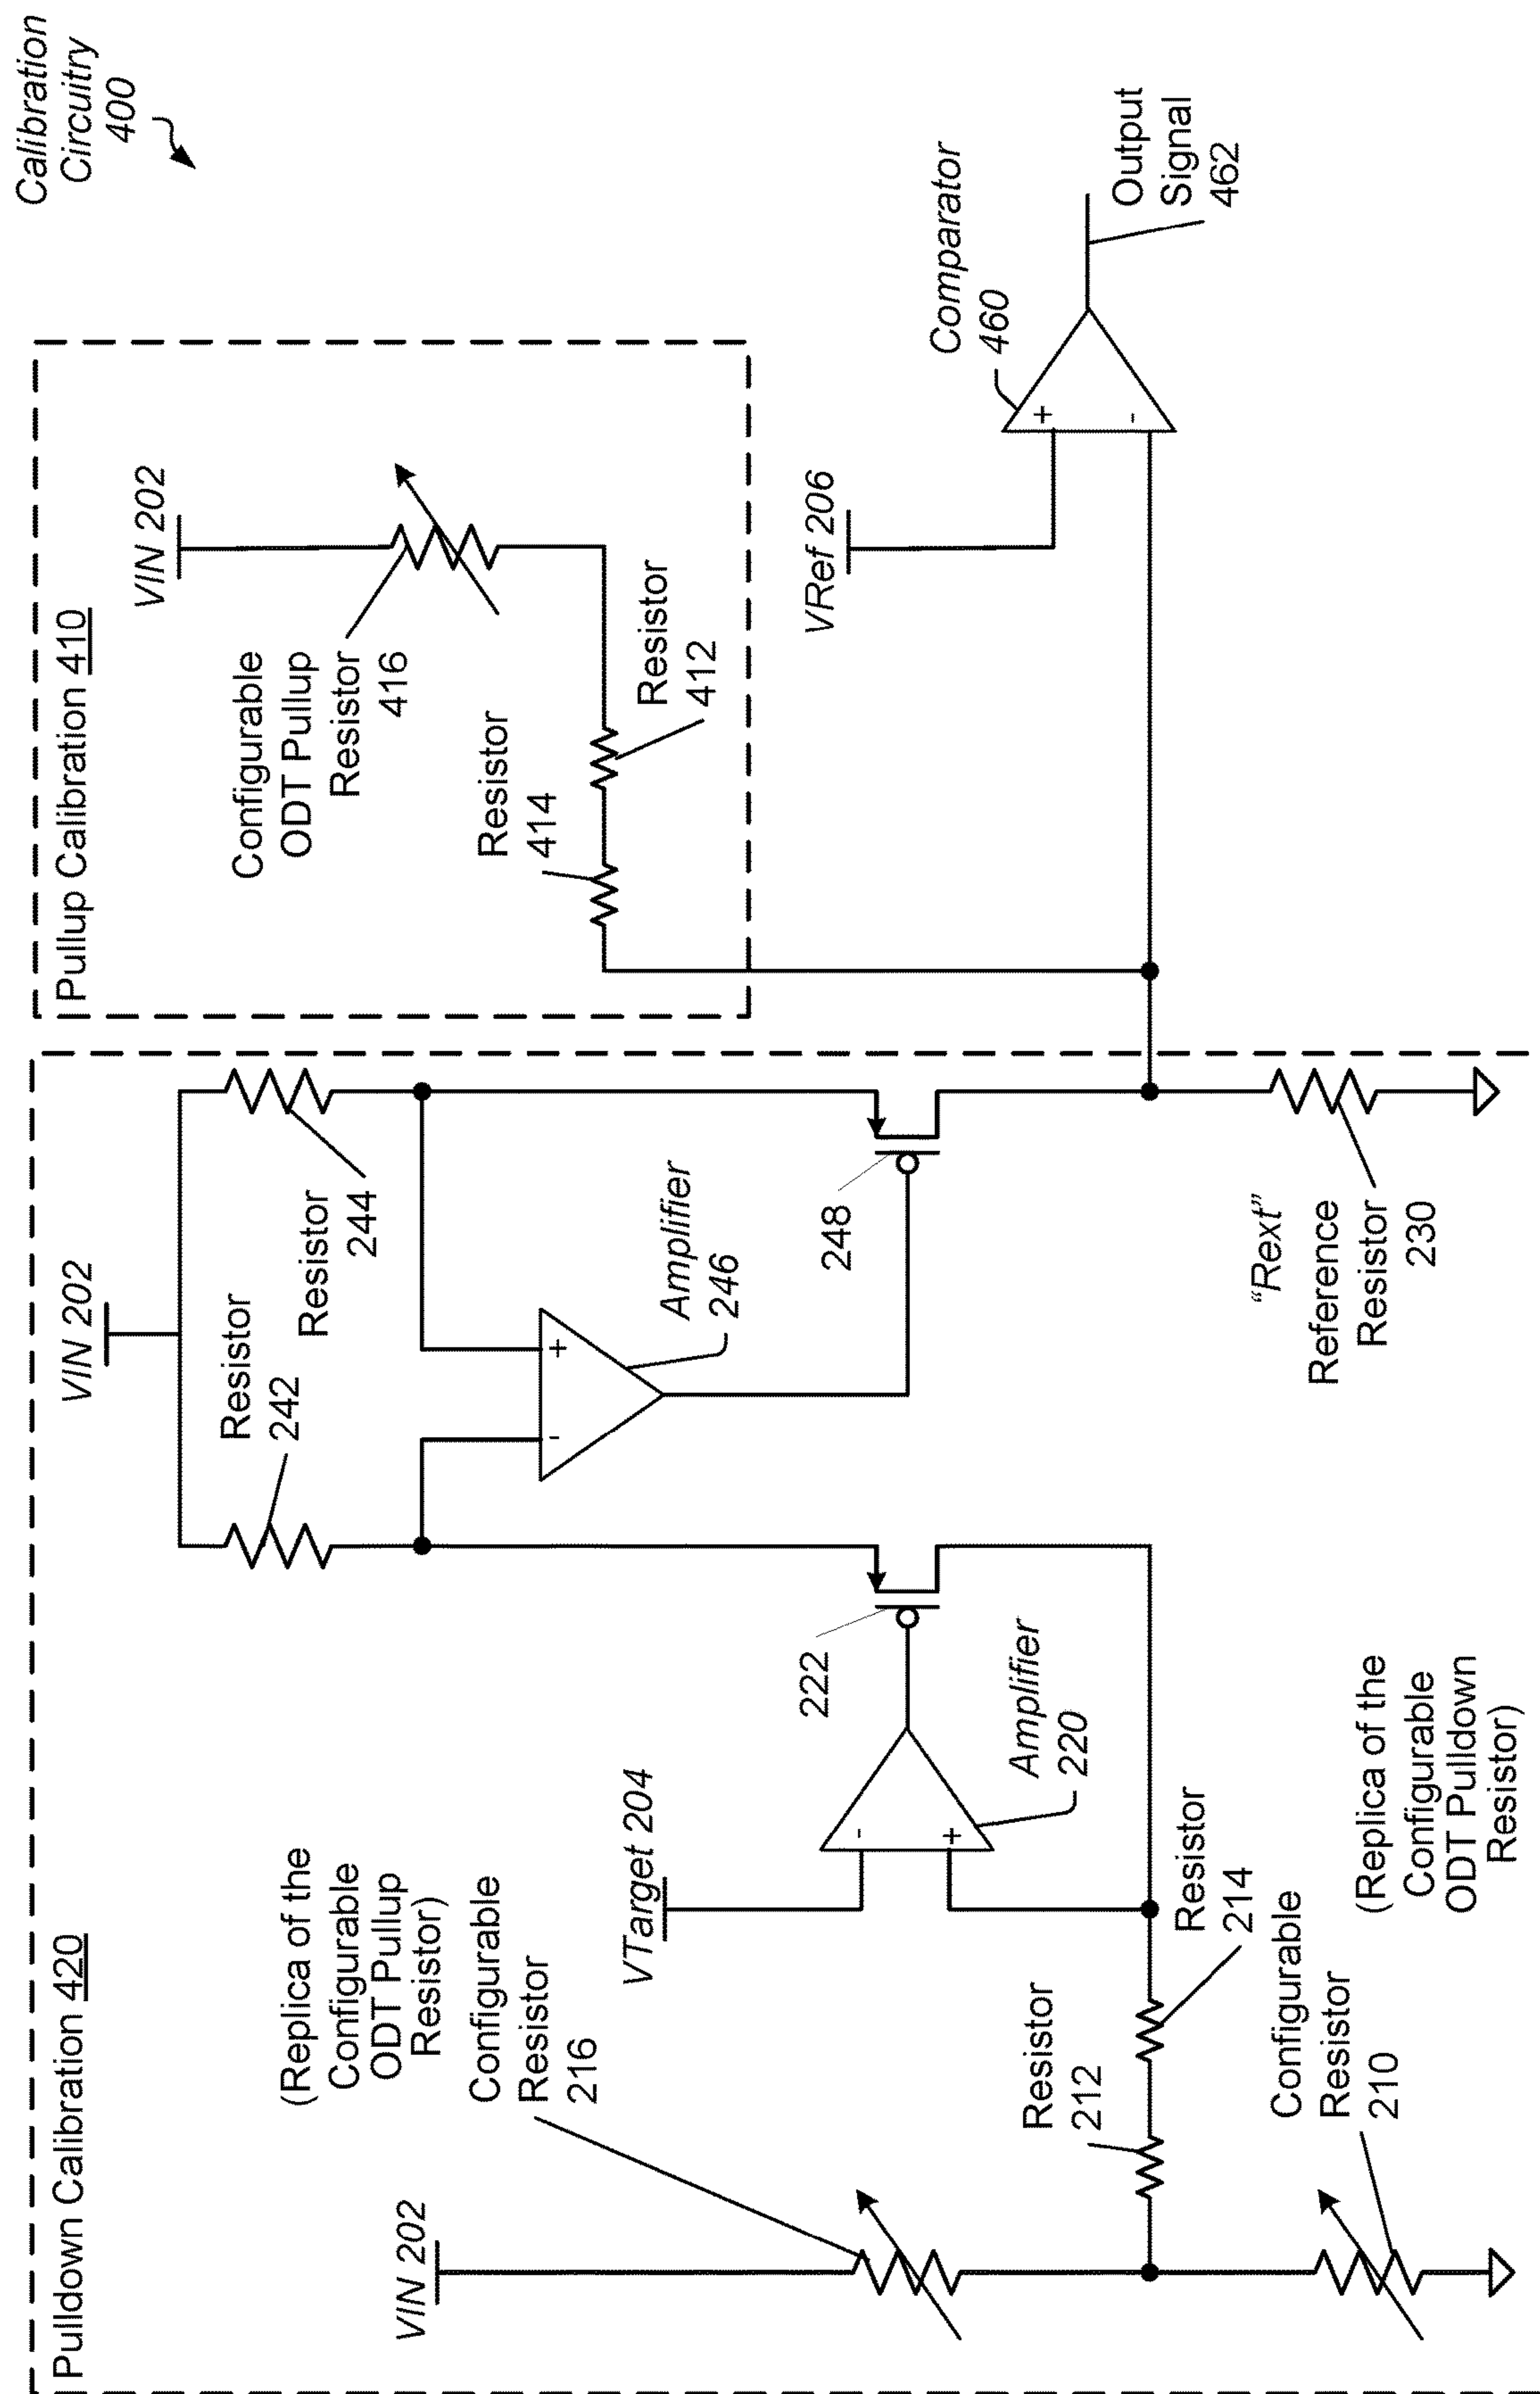 Calibration
Circuitry
400
Pulldown Calibration 420
Pullup Calibration 410
VIN 202
Resistor
242
Resistor
244
Amplifier
246
248
VIN 202
Configurable
ODT Pullup
Resistor
416
Resistor
414
Resistor
412
(Replica of the
Configurable
ODT Pullup
Resistor)
Configurable
Resistor
216
VIN 202
VTarget 204
-
+
Amplifier
220
222
-
+
VRef 206
Comparator
460
+
-
Output
Signal
462
Resistor
212
Resistor
214
Configurable
Resistor
210
(Replica of the
Configurable
ODT Pulldown
Resistor)
“Rext”
Reference
Resistor
230